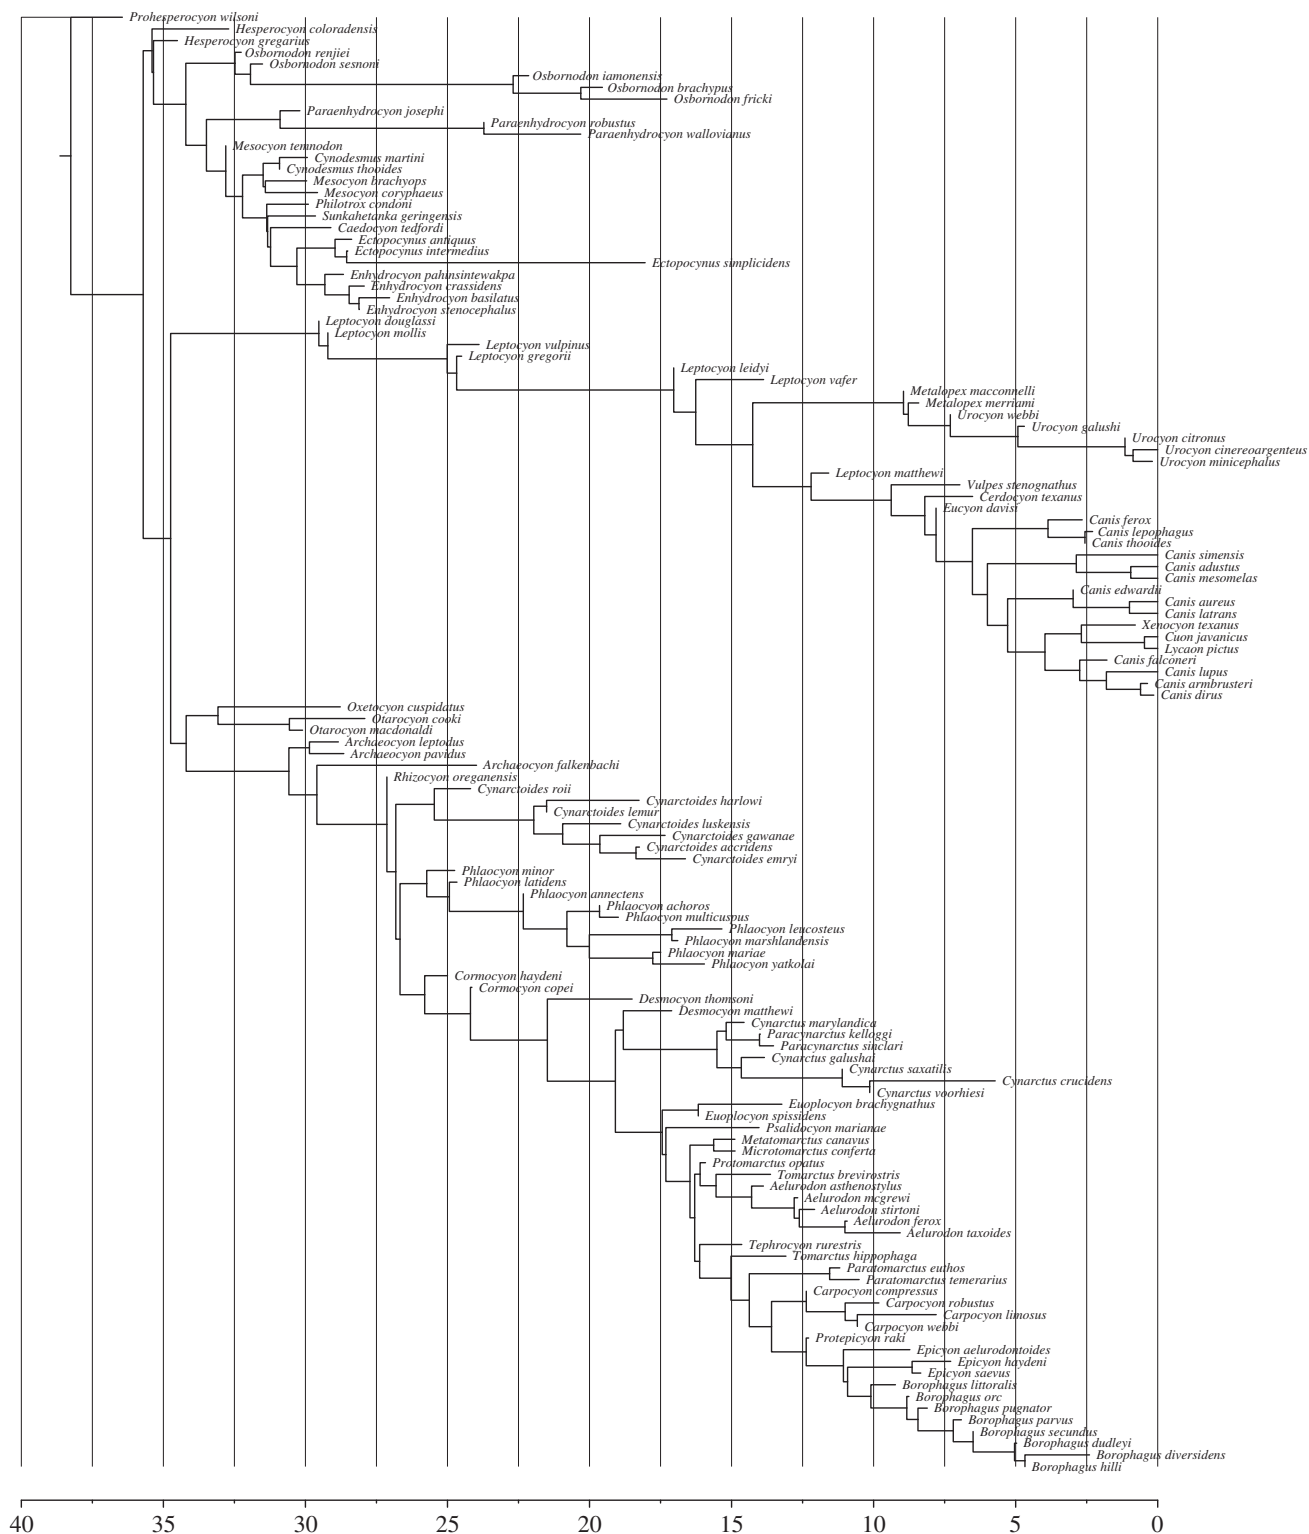 Prohesperocyon wilsoni
Hesperocyon coloradensis
Hesperocyon gregarius
Osbornodon renjiei
Osbornodon sesnoni
Osbornodon iamonensis
Osbornodon brachypus
Osbornodon fricki
Paraenhydrocyon josephi
Paraenhydrocyon robustus
Paraenhydrocyon wallovianus
Mesocyon temnodon
Cynodesmus martini
Cynodesmus thooides
Mesocyon brachyops
Mesocyon coryphaeus
Philotrox condoni
Sunkahetanka geringensis
Caedocyon tedfordi
Ectopocynus antiquus
Ectopocynus intermedius
Ectopocynus simplicidens
Enhydrocyon pahinsintewakpa
Enhydrocyon crassidens
Enhydrocyon basilatus
Enhydrocyon stenocephalus
Leptocyon douglassi
Leptocyon mollis
Leptocyon vulpinus
Leptocyon gregorii
Leptocyon leidyi
Leptocyon vafer
Metalopex macconnelli
Metalopex merriami
Urocyon webbi
Urocyon galushi
Urocyon citronus
Urocyon cinereoargenteus
Urocyon minicephalus
Leptocyon matthewi
Vulpes stenognathus
Cerdocyon texanus
Eucyon davisi
Canis ferox
Canis lepophagus
Canis thooides
Canis simensis
Canis adustus
Canis mesomelas
Canis edwardii
Canis aureus
Canis latrans
Xenocyon texanus
Cuon javanicus
Lycaon pictus
Canis falconeri
Canis lupus
Canis armbrusteri
Canis dirus
Oxetocyon cuspidatus
Otarocyon cooki
Otarocyon macdonaldi
Archaeocyon leptodus
Archaeocyon pavidus
Archaeocyon falkenbachi
Rhizocyon oreganensis
Cynarctoides roii
Cynarctoides harlowi
Cynarctoides lemur
Cynarctoides luskensis
Cynarctoides gawanae
Cynarctoides accridens
Cynarctoides emryi
Phlaocyon minor
Phlaocyon latidens
Phlaocyon annectens
Phlaocyon achoros
Phlaocyon multicuspus
Phlaocyon leucosteus
Phlaocyon marshlandensis
Phlaocyon mariae
Phlaocyon yatkolai
Cormocyon haydeni
Cormocyon copei
Desmocyon thomsoni
Desmocyon matthewi
Cynarctus marylandica
Paracynarctus kelloggi
Paracynarctus sinclari
Cynarctus galushai
Cynarctus saxatilis
Cynarctus crucidens
Cynarctus voorhiesi
Euoplocyon brachygnathus
Euoplocyon spissidens
Psalidocyon marianae
Metatomarctus canavus
Microtomarctus conferta
Protomarctus opatus
Tomarctus brevirostris
Aelurodon asthenostylus
Aelurodon mcgrewi
Aelurodon stirtoni
Aelurodon ferox
Aelurodon taxoides
Tephrocyon rurestris
Tomarctus hippophaga
Paratomarctus euthos
Paratomarctus temerarius
Carpocyon compressus
Carpocyon robustus
Carpocyon limosus
Carpocyon webbi
Protepicyon raki
Epicyon aelurodontoides
Epicyon haydeni
Epicyon saevus
Borophagus littoralis
Borophagus orc
Borophagus pugnator
Borophagus parvus
Borophagus secundus
Borophagus dudleyi
Borophagus diversidens
Borophagus hilli
40 35 30 25 20 15 10 5 0